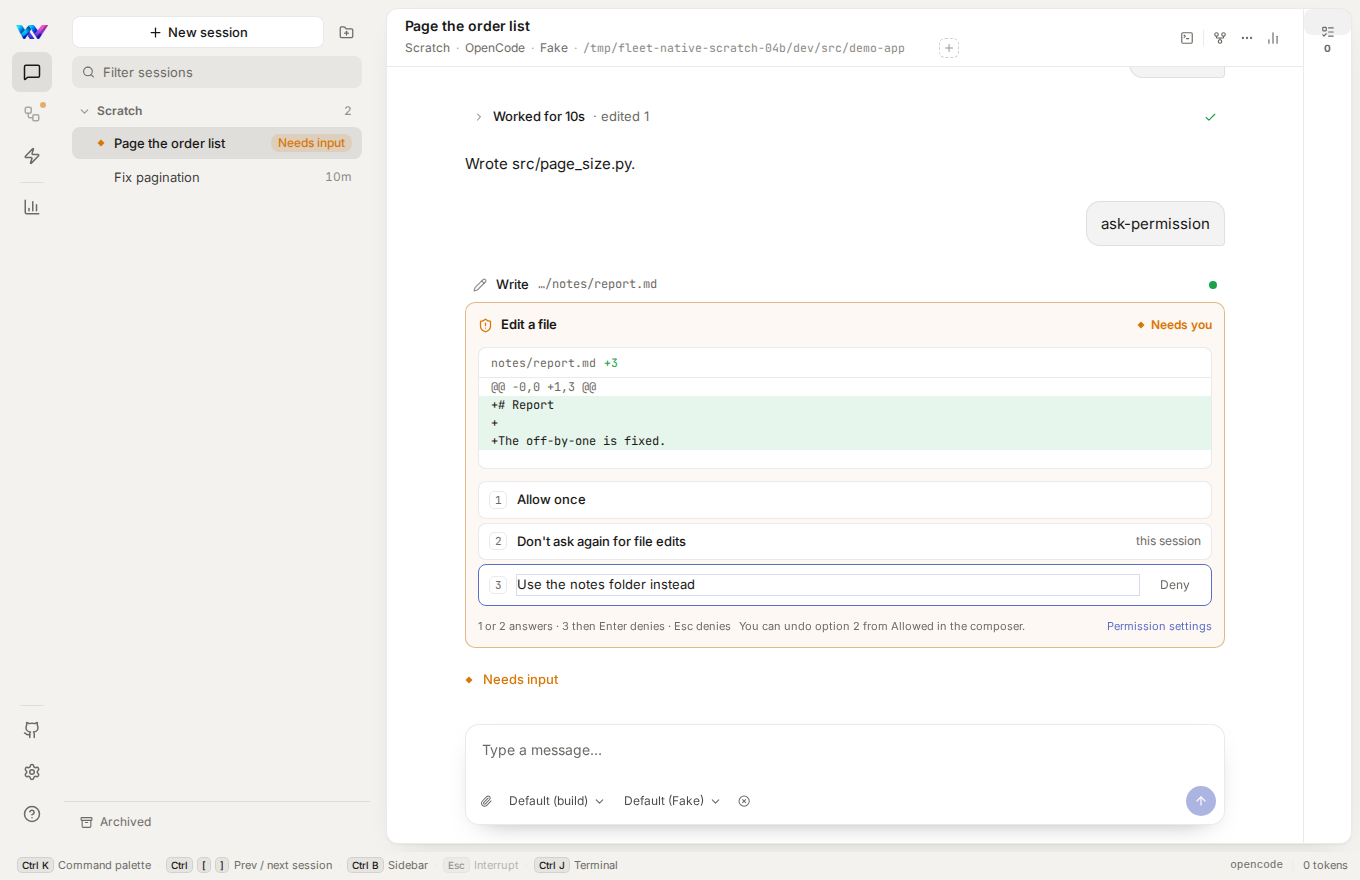 New session
Filter sessions
Scratch 2
Page the order list Needs input
Fix pagination 10m
Archived
Page the order list
Scratch · OpenCode · Fake · /tmp/fleet-native-scratch-04b/dev/src/demo-app
0
Worked for 10s · edited 1
Wrote src/page_size.py.
ask-permission
Write …/notes/report.md
Edit a file Needs you
notes/report.md +3
@@ -0,0 +1,3 @@
+# Report
+
+The off-by-one is fixed.
1 Allow once
2 Don't ask again for file edits this session
3 Use the notes folder instead Deny
1 or 2 answers · 3 then Enter denies · Esc denies You can undo option 2 from Allowed in the composer. Permission settings
Needs input
Type a message...
Default (build) Default (Fake)
Ctrl K Command palette Ctrl [ ] Prev / next session Ctrl B Sidebar Esc Interrupt Ctrl J Terminal opencode 0 tokens